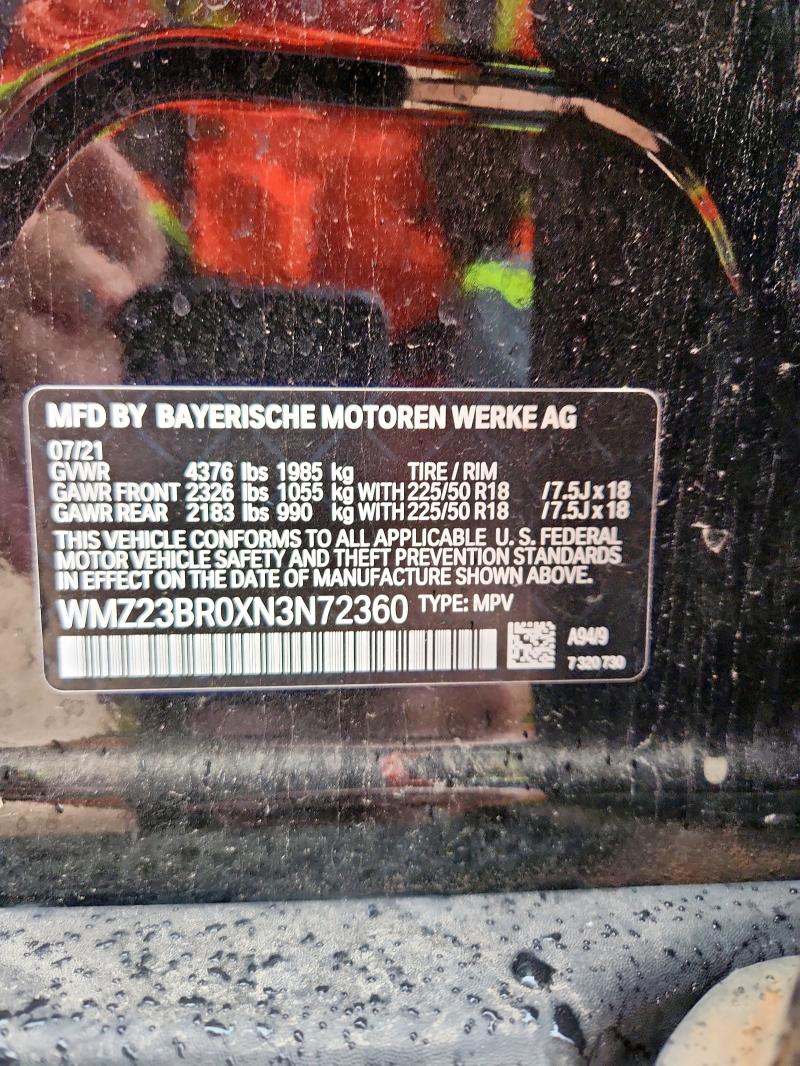 MFD BY BAYERISCHE MOTOREN WERKE AG
07/21
GVWR 4376 lbs 1985 kg TIRE / RIM
GAWR FRONT 2326 lbs 1055 kg WITH 225/50 R18 /7.5J x 18
GAWR REAR 2183 lbs 990 kg WITH 225/50 R18 /7.5J x 18
THIS VEHICLE CONFORMS TO ALL APPLICABLE U. S. FEDERAL
MOTOR VEHICLE SAFETY AND THEFT PREVENTION STANDARDS
IN EFFECT ON THE DATE OF MANUFACTURE SHOWN ABOVE.
WMZ23BR0XN3N72360 TYPE: MPV
A94/9
7 320 730